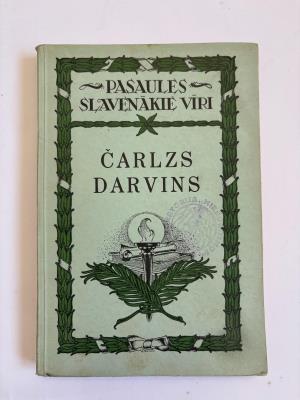 PASAULES
SLAVENĀKIE VĪRI
ČARLZS
DARVINS